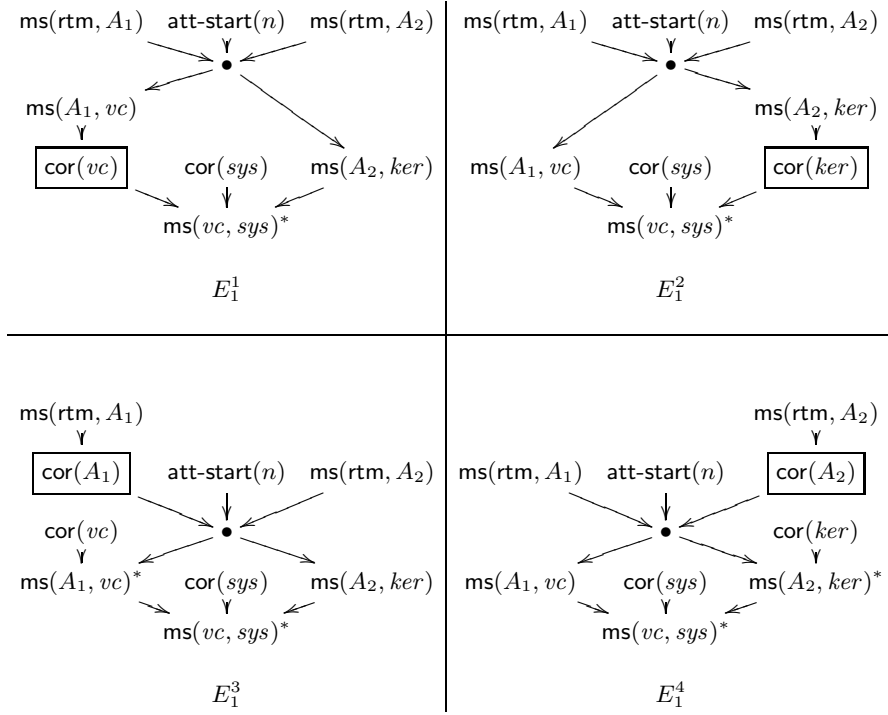 ms(rtm, A₁) att-start(n) ms(rtm, A₂)
•
ms(A₁, vc)
cor(vc) cor(sys) ms(A₂, ker)
ms(vc, sys)*
E₁¹
ms(rtm, A₁) att-start(n) ms(rtm, A₂)
•
ms(A₂, ker)
ms(A₁, vc) cor(sys) cor(ker)
ms(vc, sys)*
E₁²
ms(rtm, A₁)
cor(A₁) att-start(n) ms(rtm, A₂)
•
cor(vc)
ms(A₁, vc)* cor(sys) ms(A₂, ker)
ms(vc, sys)*
E₁³
ms(rtm, A₂)
ms(rtm, A₁) att-start(n) cor(A₂)
•
cor(ker)
ms(A₁, vc) cor(sys) ms(A₂, ker)*
ms(vc, sys)*
E₁⁴